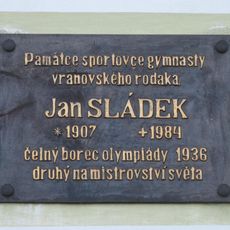 Památce sportovce gymnasty
vranovského rodáka
Jan SLÁDEK
*1907 +1984
čelný borec olympiády 1936
druhý na mistrovství světa